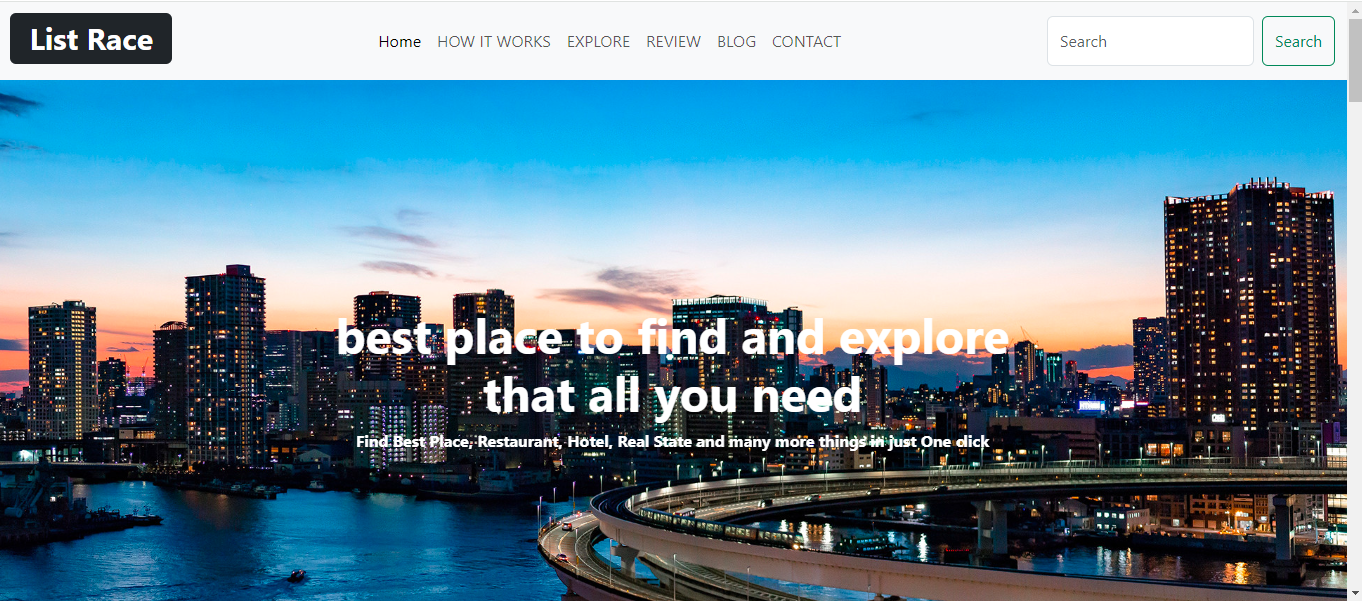 List Race
Home HOW IT WORKS EXPLORE REVIEW BLOG CONTACT
Search
Search
best place to find and explore
that all you need
Find Best Place, Restaurant, Hotel, Real State and many more things in just One click